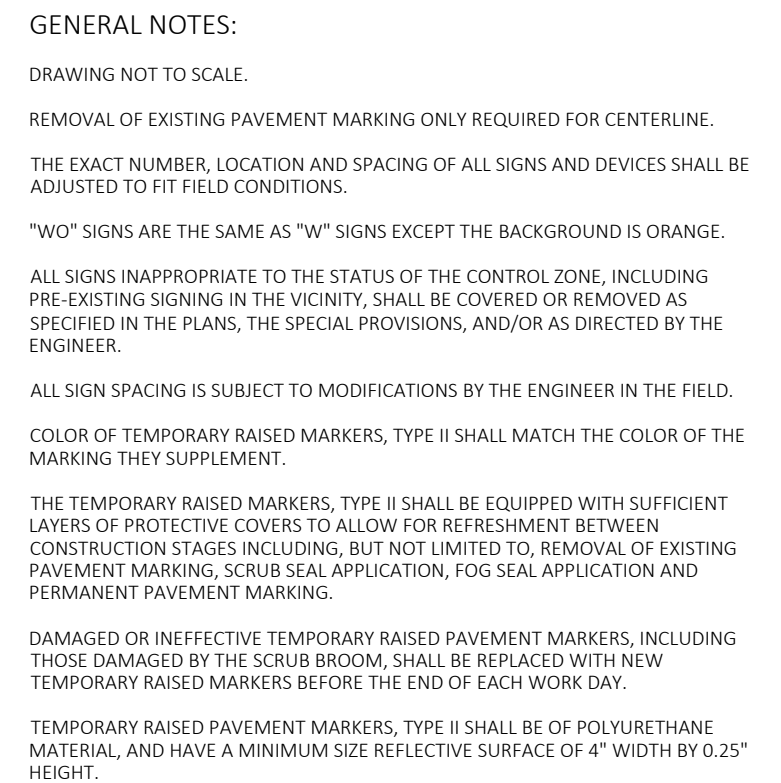 GENERAL NOTES:
DRAWING NOT TO SCALE.
REMOVAL OF EXISTING PAVEMENT MARKING ONLY REQUIRED FOR CENTERLINE.
THE EXACT NUMBER, LOCATION AND SPACING OF ALL SIGNS AND DEVICES SHALL BE
ADJUSTED TO FIT FIELD CONDITIONS.
"WO" SIGNS ARE THE SAME AS "W" SIGNS EXCEPT THE BACKGROUND IS ORANGE.
ALL SIGNS INAPPROPRIATE TO THE STATUS OF THE CONTROL ZONE, INCLUDING
PRE-EXISTING SIGNING IN THE VICINITY, SHALL BE COVERED OR REMOVED AS
SPECIFIED IN THE PLANS, THE SPECIAL PROVISIONS, AND/OR AS DIRECTED BY THE
ENGINEER.
ALL SIGN SPACING IS SUBJECT TO MODIFICATIONS BY THE ENGINEER IN THE FIELD.
COLOR OF TEMPORARY RAISED MARKERS, TYPE II SHALL MATCH THE COLOR OF THE
MARKING THEY SUPPLEMENT.
THE TEMPORARY RAISED MARKERS, TYPE II SHALL BE EQUIPPED WITH SUFFICIENT
LAYERS OF PROTECTIVE COVERS TO ALLOW FOR REFRESHMENT BETWEEN
CONSTRUCTION STAGES INCLUDING, BUT NOT LIMITED TO, REMOVAL OF EXISTING
PAVEMENT MARKING, SCRUB SEAL APPLICATION, FOG SEAL APPLICATION AND
PERMANENT PAVEMENT MARKING.
DAMAGED OR INEFFECTIVE TEMPORARY RAISED PAVEMENT MARKERS, INCLUDING
THOSE DAMAGED BY THE SCRUB BROOM, SHALL BE REPLACED WITH NEW
TEMPORARY RAISED MARKERS BEFORE THE END OF EACH WORK DAY.
TEMPORARY RAISED PAVEMENT MARKERS, TYPE II SHALL BE OF POLYURETHANE
MATERIAL, AND HAVE A MINIMUM SIZE REFLECTIVE SURFACE OF 4" WIDTH BY 0.25"
HEIGHT.